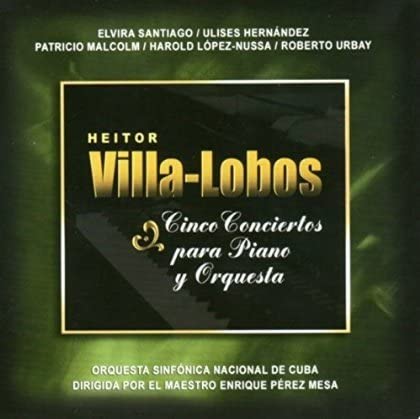 ELVIRA SANTIAGO / ULISES HERNÁNDEZ
PATRICIO MALCOLM / HAROLD LÓPEZ-NUSSA / ROBERTO URBAY
HEITOR
Villa-Lobos
Cinco Conciertos
para Piano
y Orquesta
ORQUESTA SINFÓNICA NACIONAL DE CUBA
DIRIGIDA POR EL MAESTRO ENRIQUE PÉREZ MESA